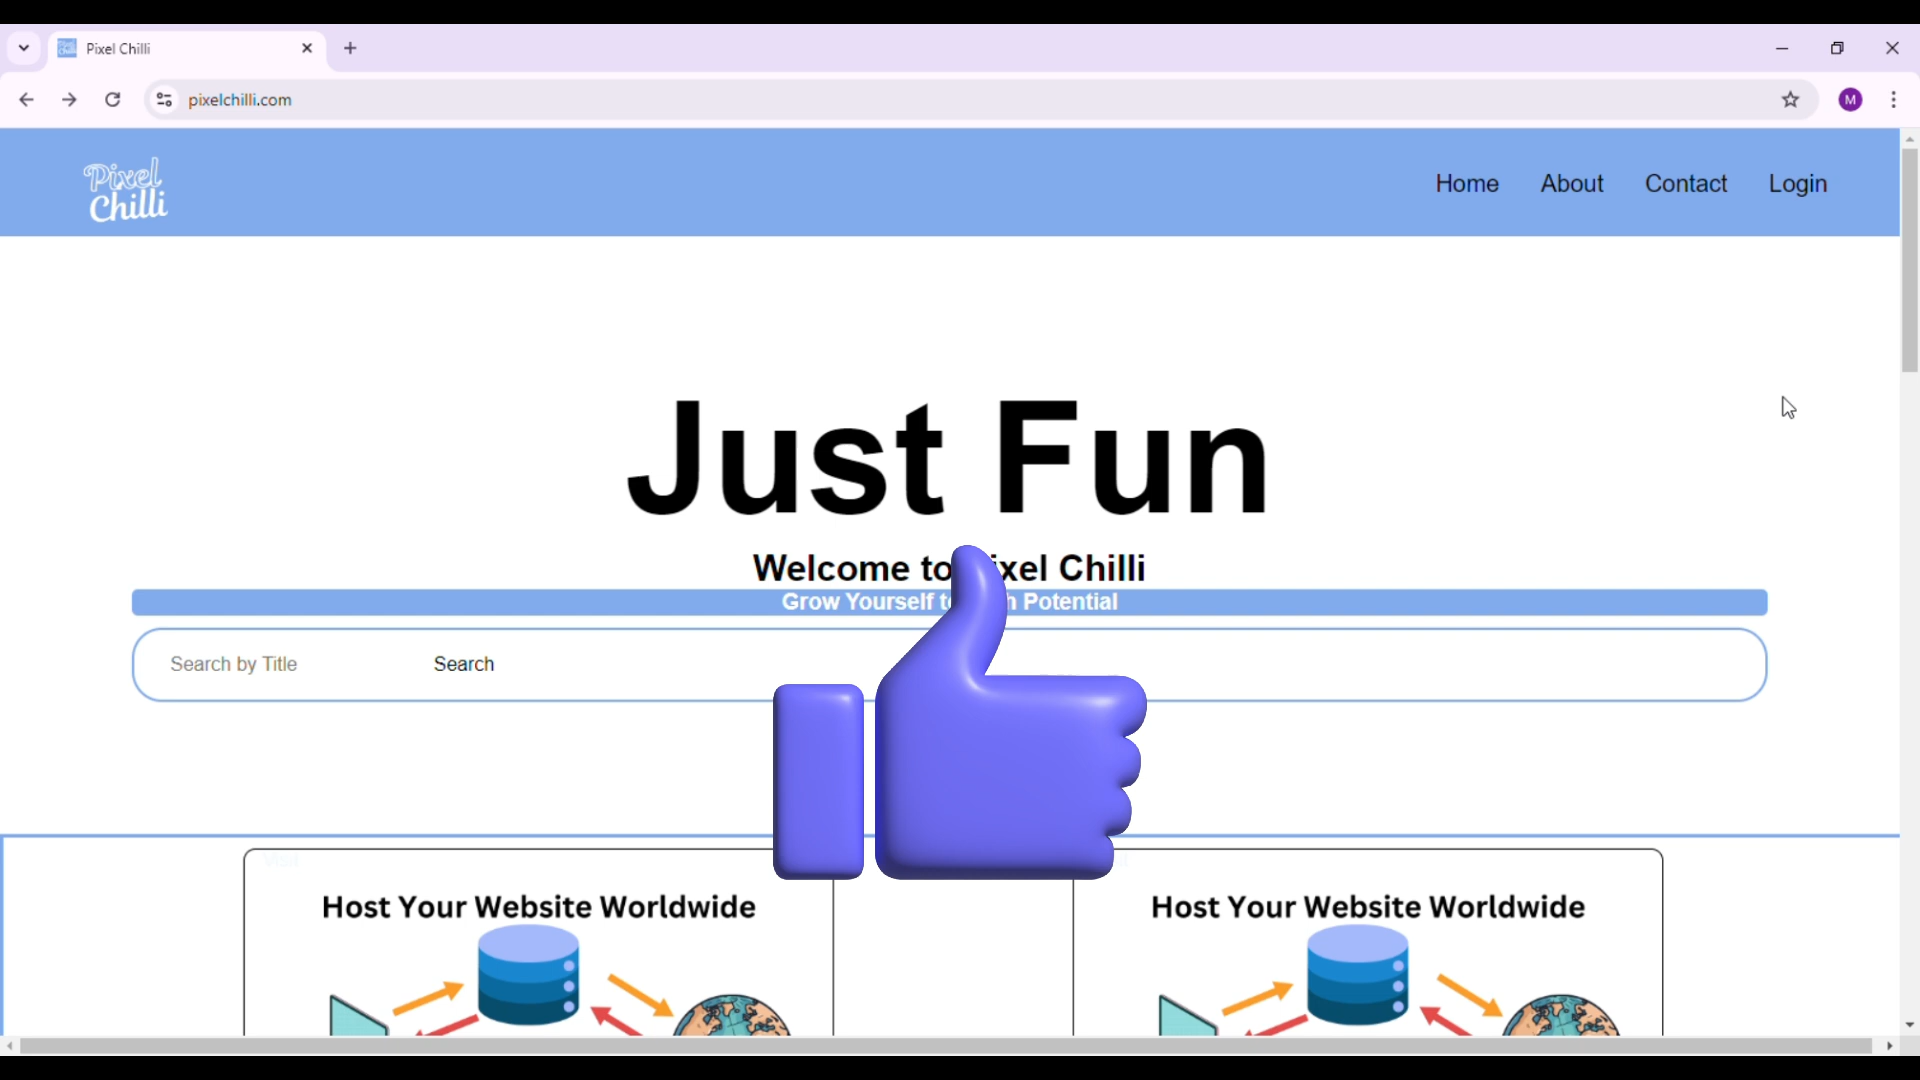 Pixel Chilli
pixelchilli.com
M
Pixel
Chilli
Home About Contact Login
Just Fun
Welcome to ixel Chilli
Grow Yourself t h Potential
Search by Title Search
Host Your Website Worldwide Host Your Website Worldwide